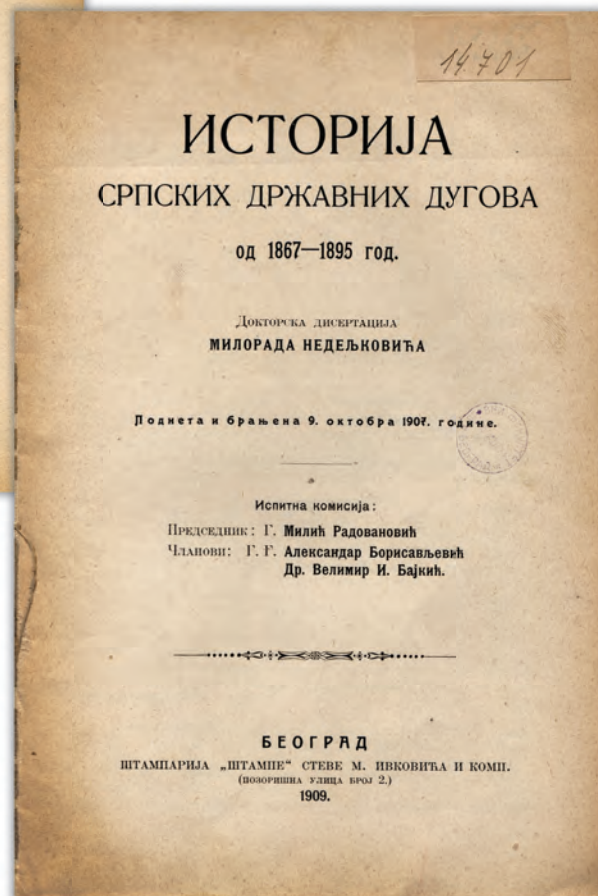 14701
ИСТОРИЈА
СРПСКИХ ДРЖАВНИХ ДУГОВА
од 1867—1895 год.
Докторска дисертација
МИЛОРАДА НЕДЕЉКОВИЋА
Поднета и брањена 9. октобра 1907. године.
Испитна комисија:
Председник: Г. Милић Радовановић
Чланови: Г. Г. Александар Борисављевић
Др. Велимир И. Бајкић.
БЕОГРАД
ШТАМПАРИЈА „ШТАМПЕ“ СТЕВЕ М. ИВКОВИЋА И КОМП.
(ПОЗОРИШНА УЛИЦА БРОЈ 2.)
1909.